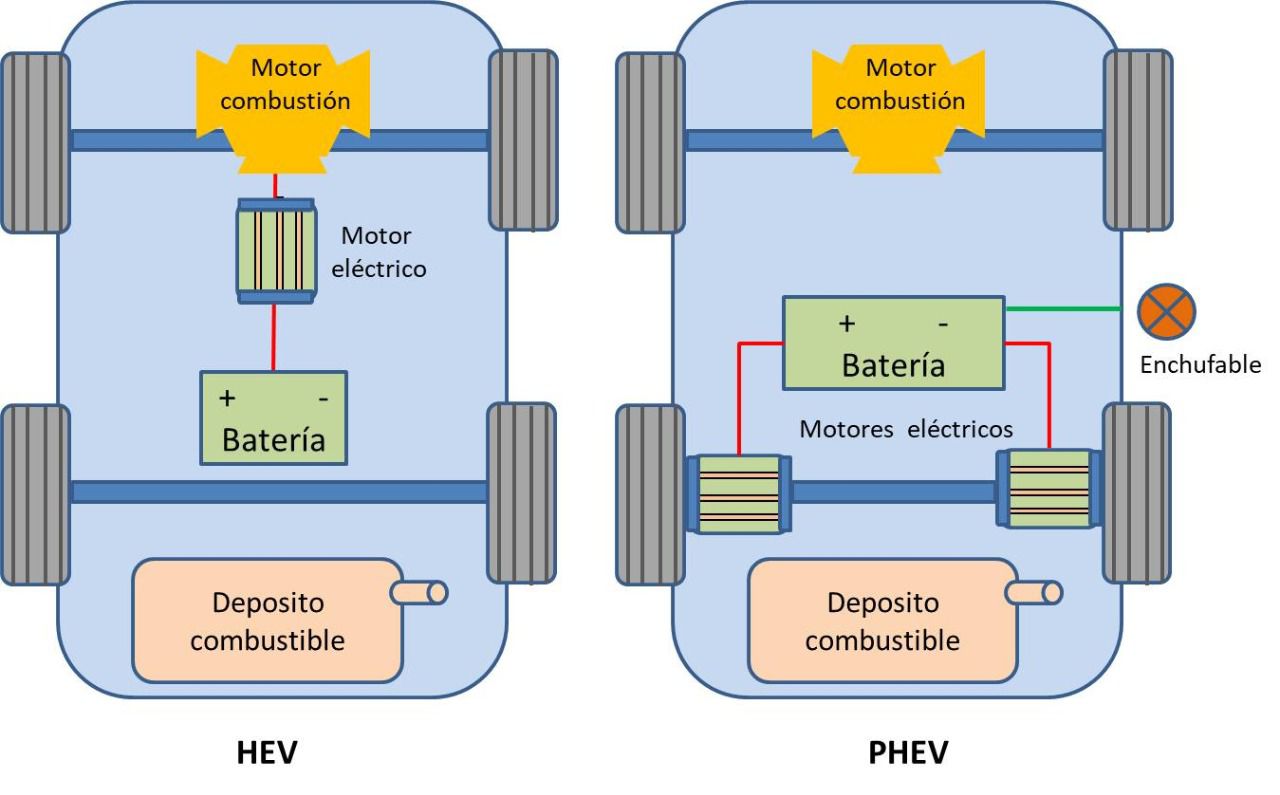 Motor
combustión
Motor
eléctrico
+ -
Batería
Deposito
combustible
HEV
Motor
combustión
+ -
Batería
Enchufable
Motores eléctricos
Deposito
combustible
PHEV